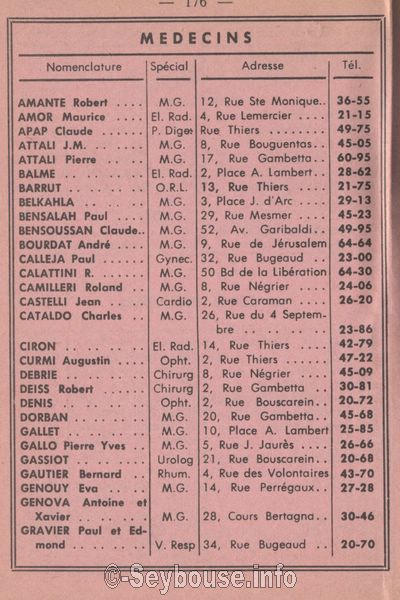 — 176 —
MEDECINS
Nomenclature Spécial Adresse Tél.
AMANTE Robert .... M.G. 12, Rue Ste Monique.. 36-55
AMOR Maurice .... El. Rad. 4, Rue Lemercier .... 21-15
APAP Claude ...... P. Diges Rue Thiers ........ 49-75
ATTALI J.M. ...... M.G. 8, Rue Bouguentas.. 45-05
ATTALI Pierre .... M.G. 17, Rue Gambetta.. 60-95
BALME .......... El. Rad. 2, Place A. Lambert.. 28-62
BARRUT ........ O.R.L. 13, Rue Thiers .... 21-75
BELKAHLA ...... M.G. 3, Place J. d'Arc .... 29-13
BENSALAH Paul .... M.G. 29, Rue Mesmer .... 45-23
BENSOUSSAN Claude.. M.G. 52, Av. Garibaldi.. 49-95
BOURDAT André .... M.G. 9, Rue de Jérusalem 64-64
CALLEJA Paul ...... Gynec. 32, Rue Bugeaud .. 23-00
CALATTINI R. ...... M.G. 50 Bd de la Libération 64-30
CAMILLERI Roland M.G. 8, Rue Négrier .... 24-06
CASTELLI Jean .... Cardio 2, Rue Caraman .... 26-20
CATALDO Charles .. M.G. 26, Rue du 4 Septem-
bre .......... 23-86
CIRON .......... El. Rad. 14, Rue Thiers .... 42-79
CURMI Augustin .... Opht. 2, Rue Thiers ...... 47-22
DEBRIE .......... Chirurg 8, Rue Négrier .... 45-09
DEISS Robert ...... Chirurg 2, Rue Gambetta .. 30-81
DENIS .......... Opht. 2, Rue Bouscarein.. 20-72
DORBAN ........ M.G. 20, Rue Gambetta.. 45-68
GALLET ........ M.G. 10, Place A. Lambert 25-85
GALLO Pierre Yves .. M.G. 5, Rue J. Jaurès .... 26-66
GASSIOT ........ Urolog 21, Rue Bouscarein.. 20-68
GAUTIER Bernard .. Rhum. 4, Rue des Volontaires 43-70
GENOUY Eva .... M.G. 14, Rue Perrégaux.. 27-28
GENOVA Antoine et
Xavier ........ M.G. 28, Cours Bertagna.. 30-46
GRAVIER Paul et Ed-
mond .......... V. Resp 34, Rue Bugeaud .. 20-70
©-Seybouse.info